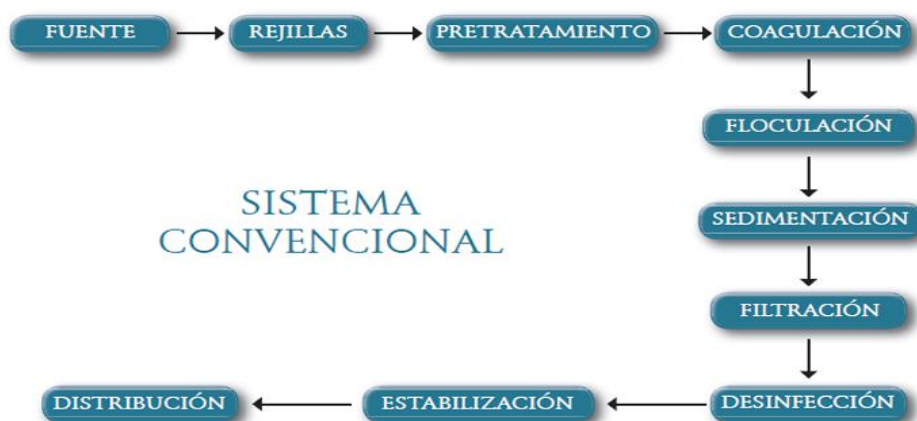 FUENTE
REJILLAS
PRETRATAMIENTO
COAGULACIÓN
FLOCULACIÓN
SEDIMENTACIÓN
FILTRACIÓN
DESINFECCIÓN
ESTABILIZACIÓN
DISTRIBUCIÓN
SISTEMA
CONVENCIONAL